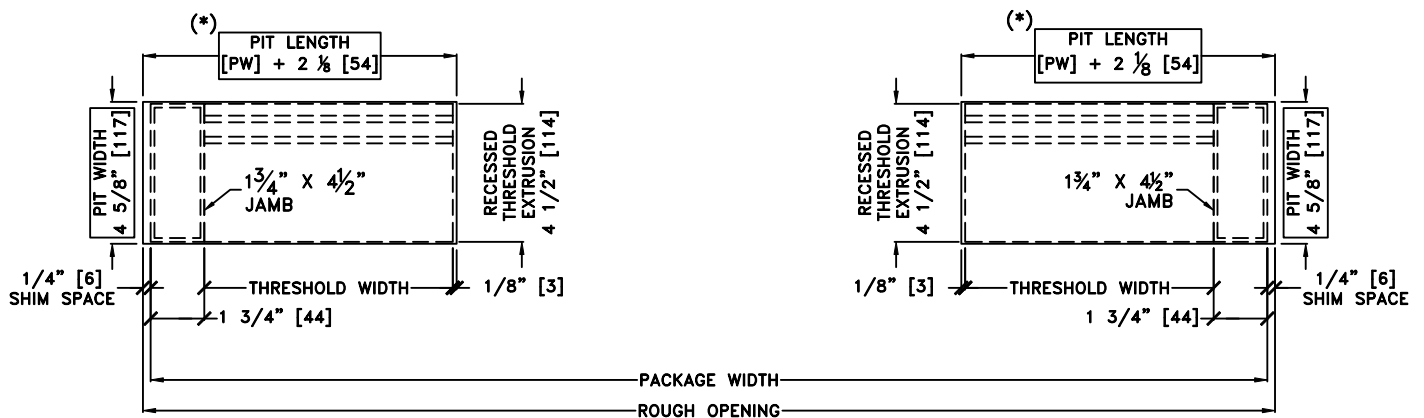 (*)
PIT LENGTH
[PW] + 2 ⅛ [54]
PIT WIDTH
4 5/8" [117]
1 3/4" X 4 1/2"
JAMB
RECESSED
THRESHOLD
EXTRUSION
4 1/2" [114]
1/4" [6]
SHIM SPACE
THRESHOLD WIDTH
1/8" [3]
1 3/4" [44]
(*)
PIT LENGTH
[PW] + 2 ⅛ [54]
RECESSED
THRESHOLD
EXTRUSION
4 1/2" [114]
1 3/4" X 4 1/2"
JAMB
PIT WIDTH
4 5/8" [117]
1/8" [3]
THRESHOLD WIDTH
1/4" [6]
SHIM SPACE
1 3/4" [44]
PACKAGE WIDTH
ROUGH OPENING